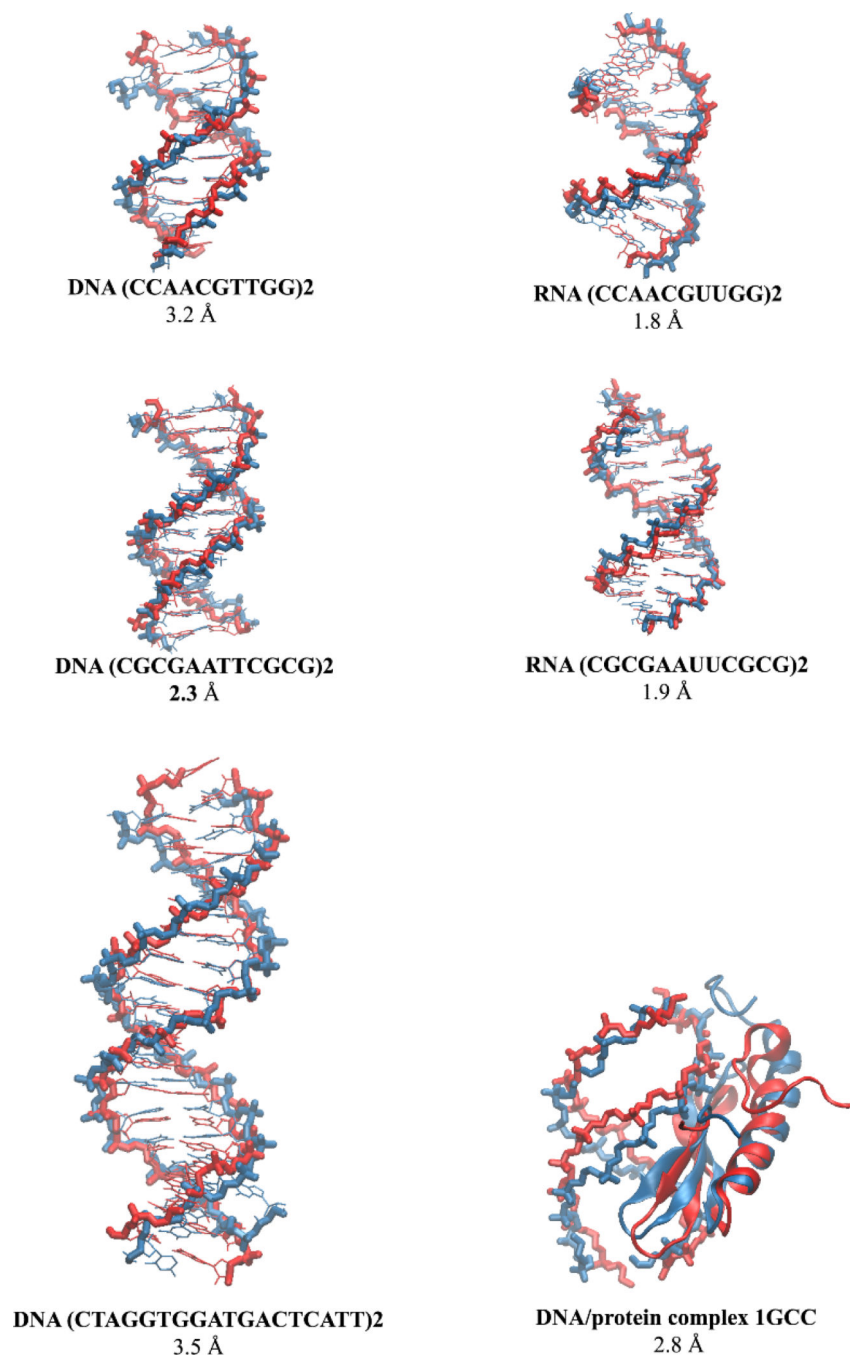 DNA (CCAACGTTGG)2
3.2 Å
RNA (CCAACGUUGG)2
1.8 Å
DNA (CGCGAATTCGCG)2
2.3 Å
RNA (CGCGAAUUCGCG)2
1.9 Å
DNA (CTAGGTGGATGACTCATT)2
3.5 Å
DNA/protein complex 1GCC
2.8 Å